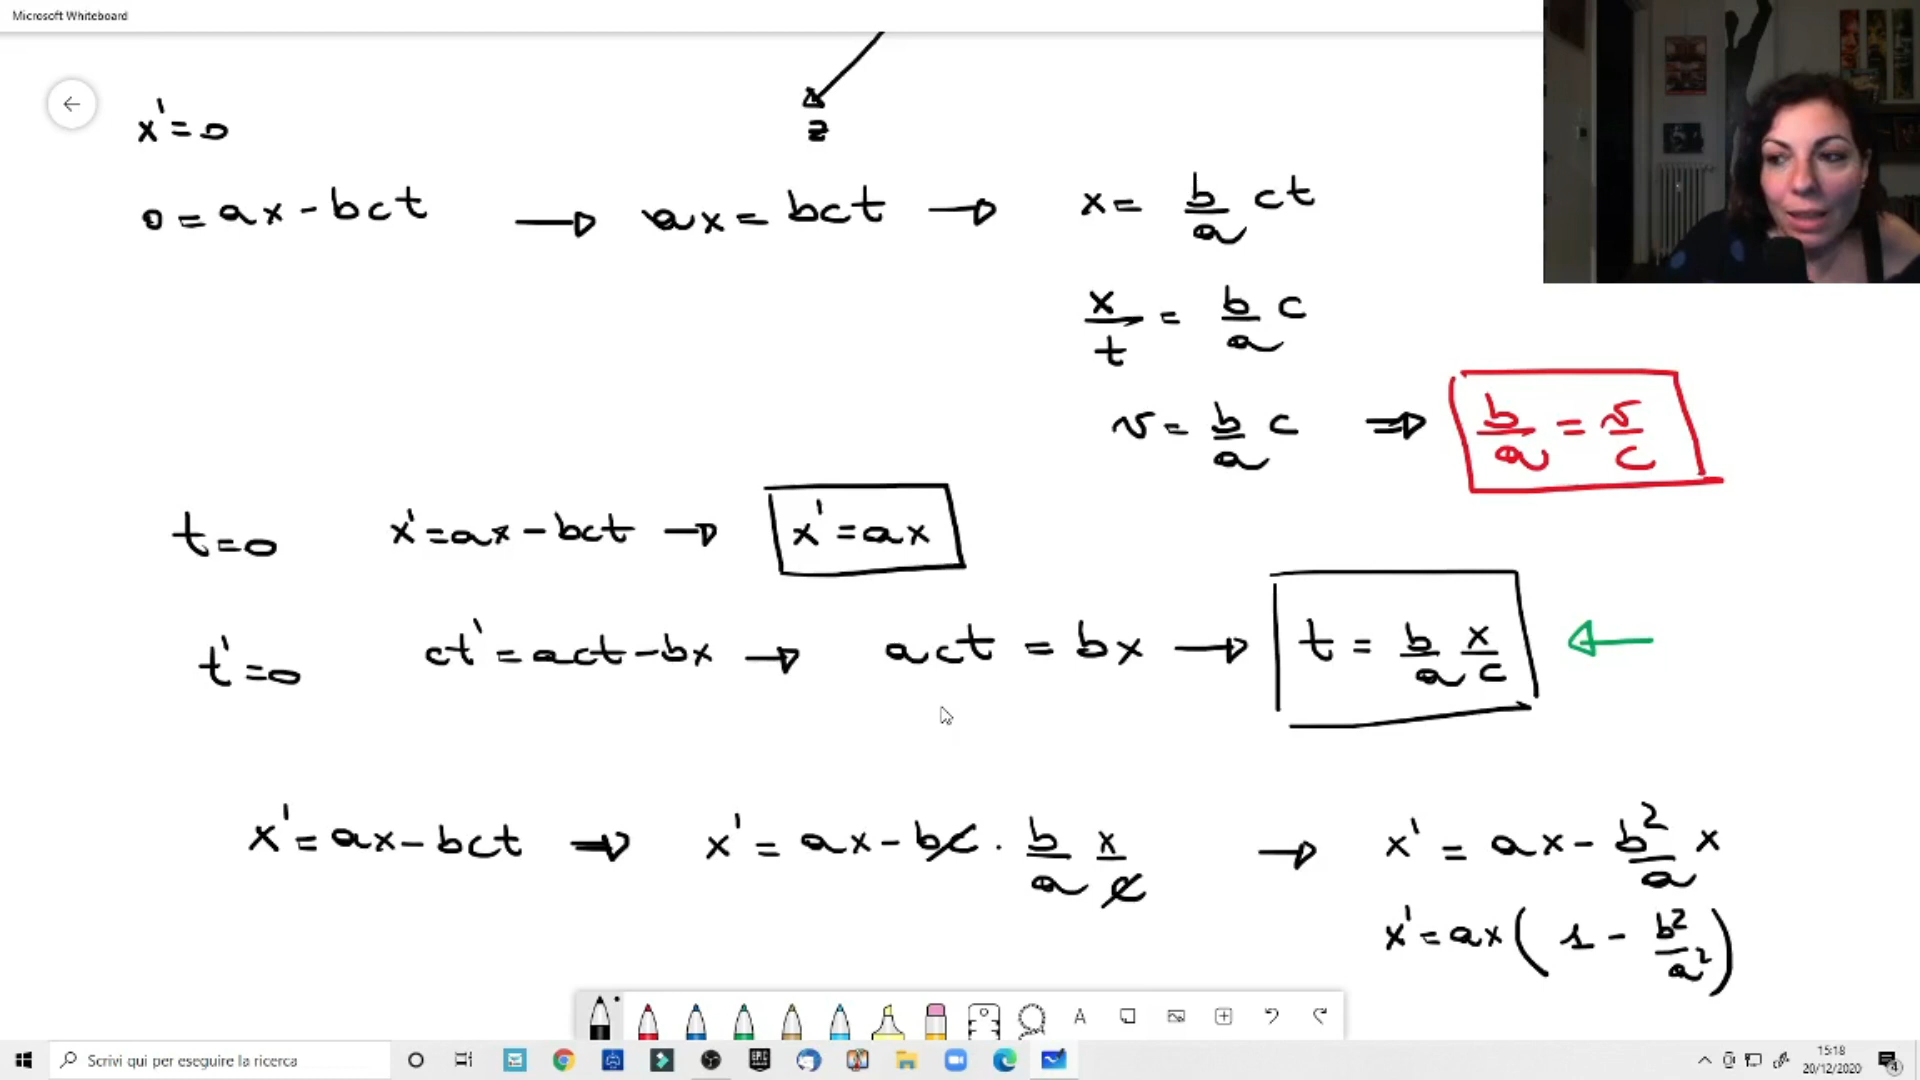 Microsoft Whiteboard
z
x' = 0
0 = ax - bct → ax = bct → x = b/a ct
x/t = b/a c
v = b/a c ⇒ b/a = v/c
t = 0 x' = ax - bct → x' = ax
t' = 0 ct' = act - bx → act = bx → t = b/a x/c ←
x' = ax - bct → x' = ax - bc · b/a x/c → x' = ax - b²/a x
x' = ax ( 1 - b²/a² )
A
Scrivi qui per eseguire la ricerca
EPIC
15:18
20/12/2020
4